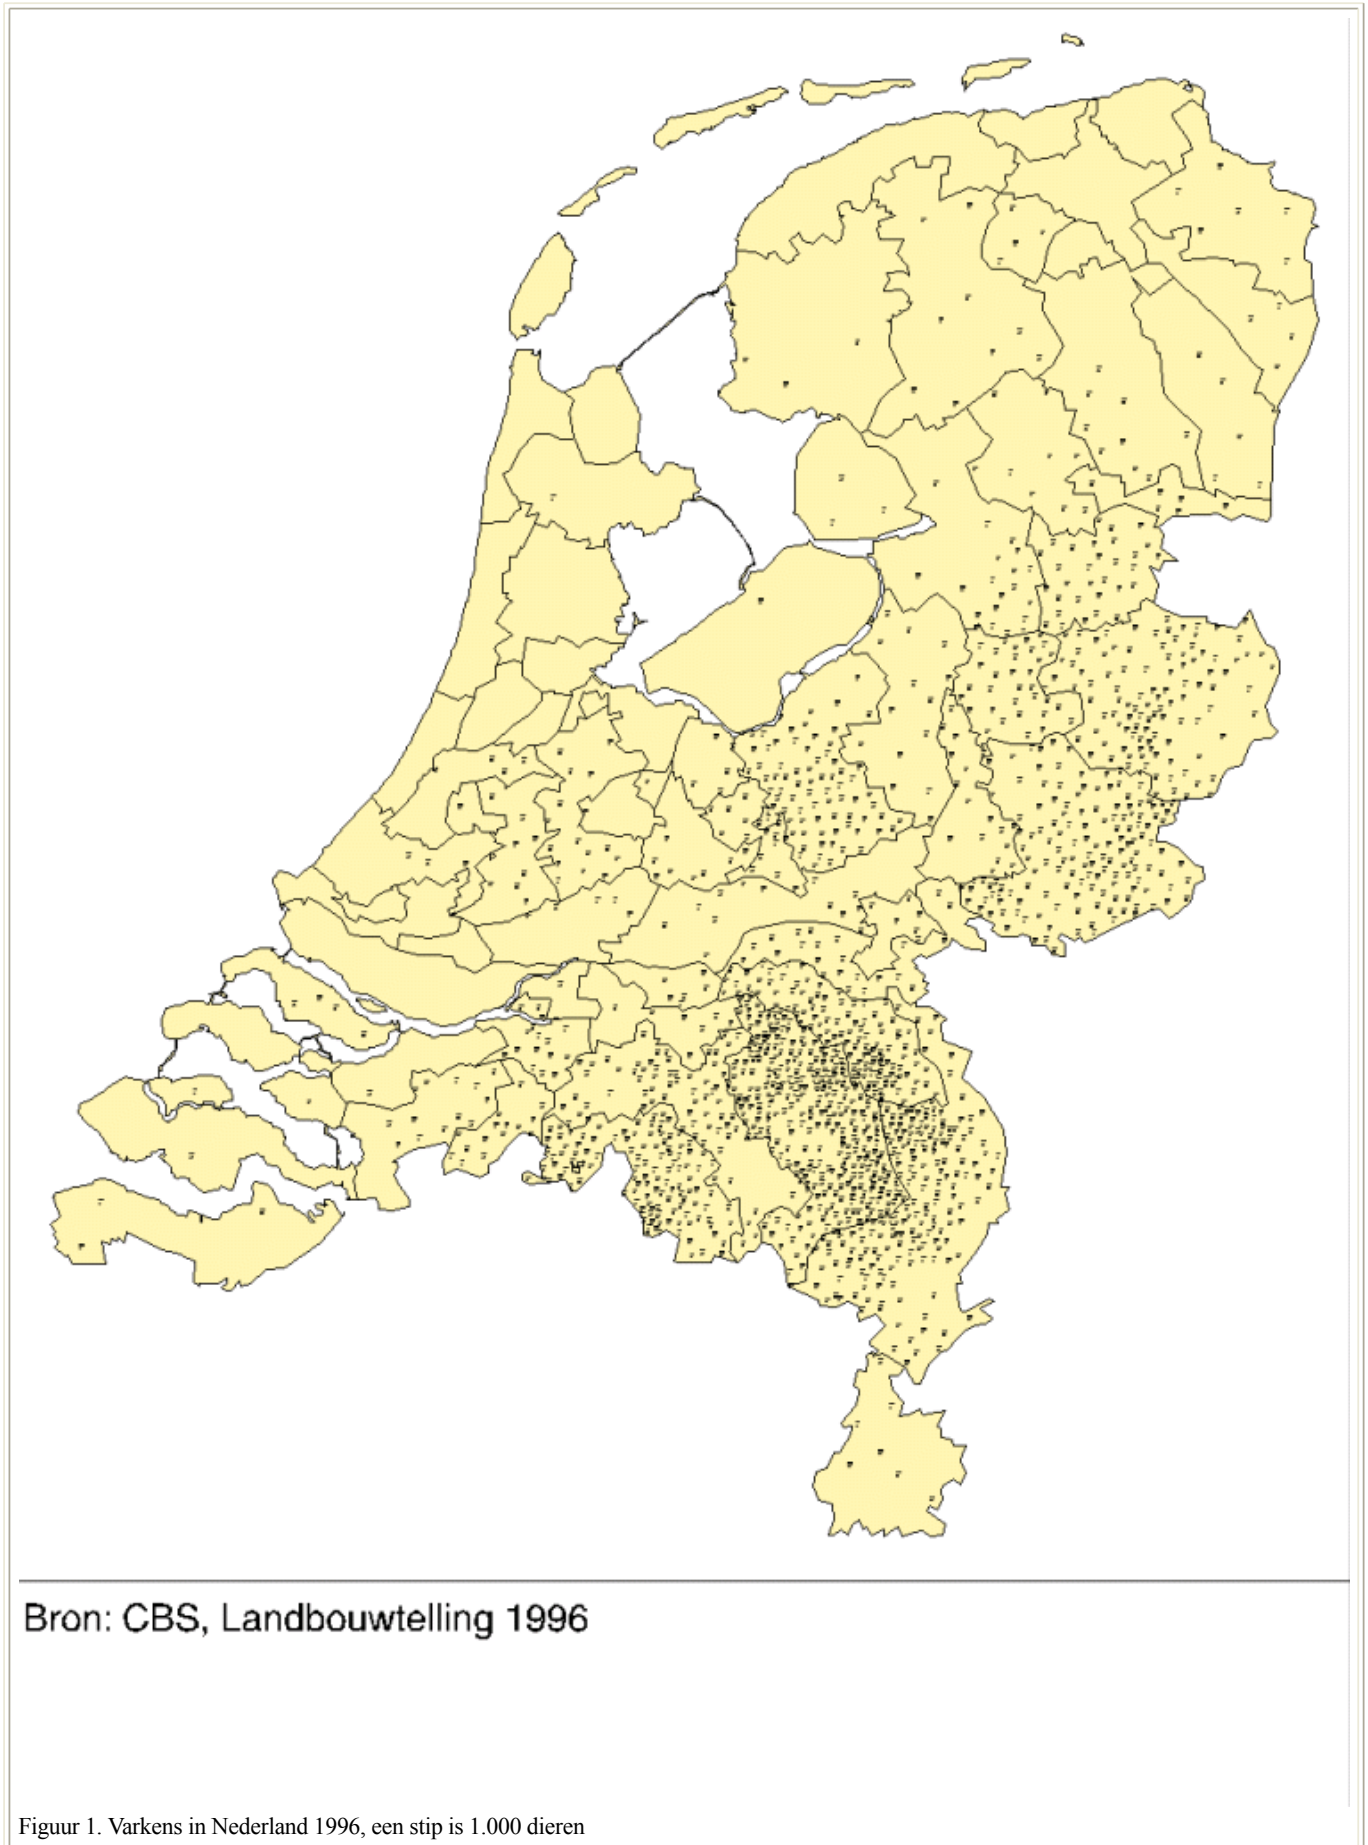 Bron: CBS, Landbouwtelling 1996
Figuur 1. Varkens in Nederland 1996, een stip is 1.000 dieren